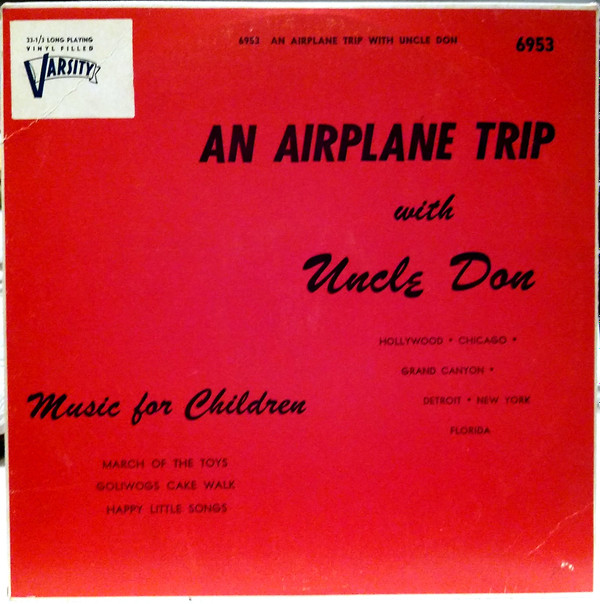 33-1/3 LONG PLAYING
VINYL FILLED
VARSITY
6953 AN AIRPLANE TRIP WITH UNCLE DON
6953
AN AIRPLANE TRIP
with
Uncle Don
HOLLYWOOD • CHICAGO •
GRAND CANYON •
DETROIT • NEW YORK
FLORIDA
Music for Children
MARCH OF THE TOYS
GOLIWOGS CAKE WALK
HAPPY LITTLE SONGS